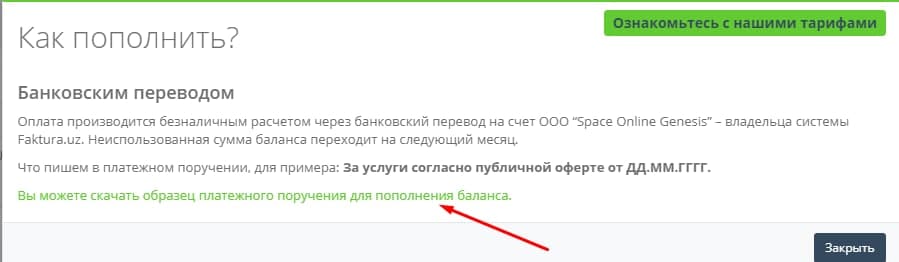 Ознакомьтесь с нашими тарифами
Как пополнить?
Банковским переводом
Оплата производится безналичным расчетом через банковский перевод на счет ООО “Space Online Genesis” – владельца системы
Faktura.uz. Неиспользованная сумма баланса переходит на следующий месяц.
Что пишем в платежном поручении, для примера: За услуги согласно публичной оферте от ДД.ММ.ГГГГ.
Вы можете скачать образец платежного поручения для пополнения баланса.
Закрыть